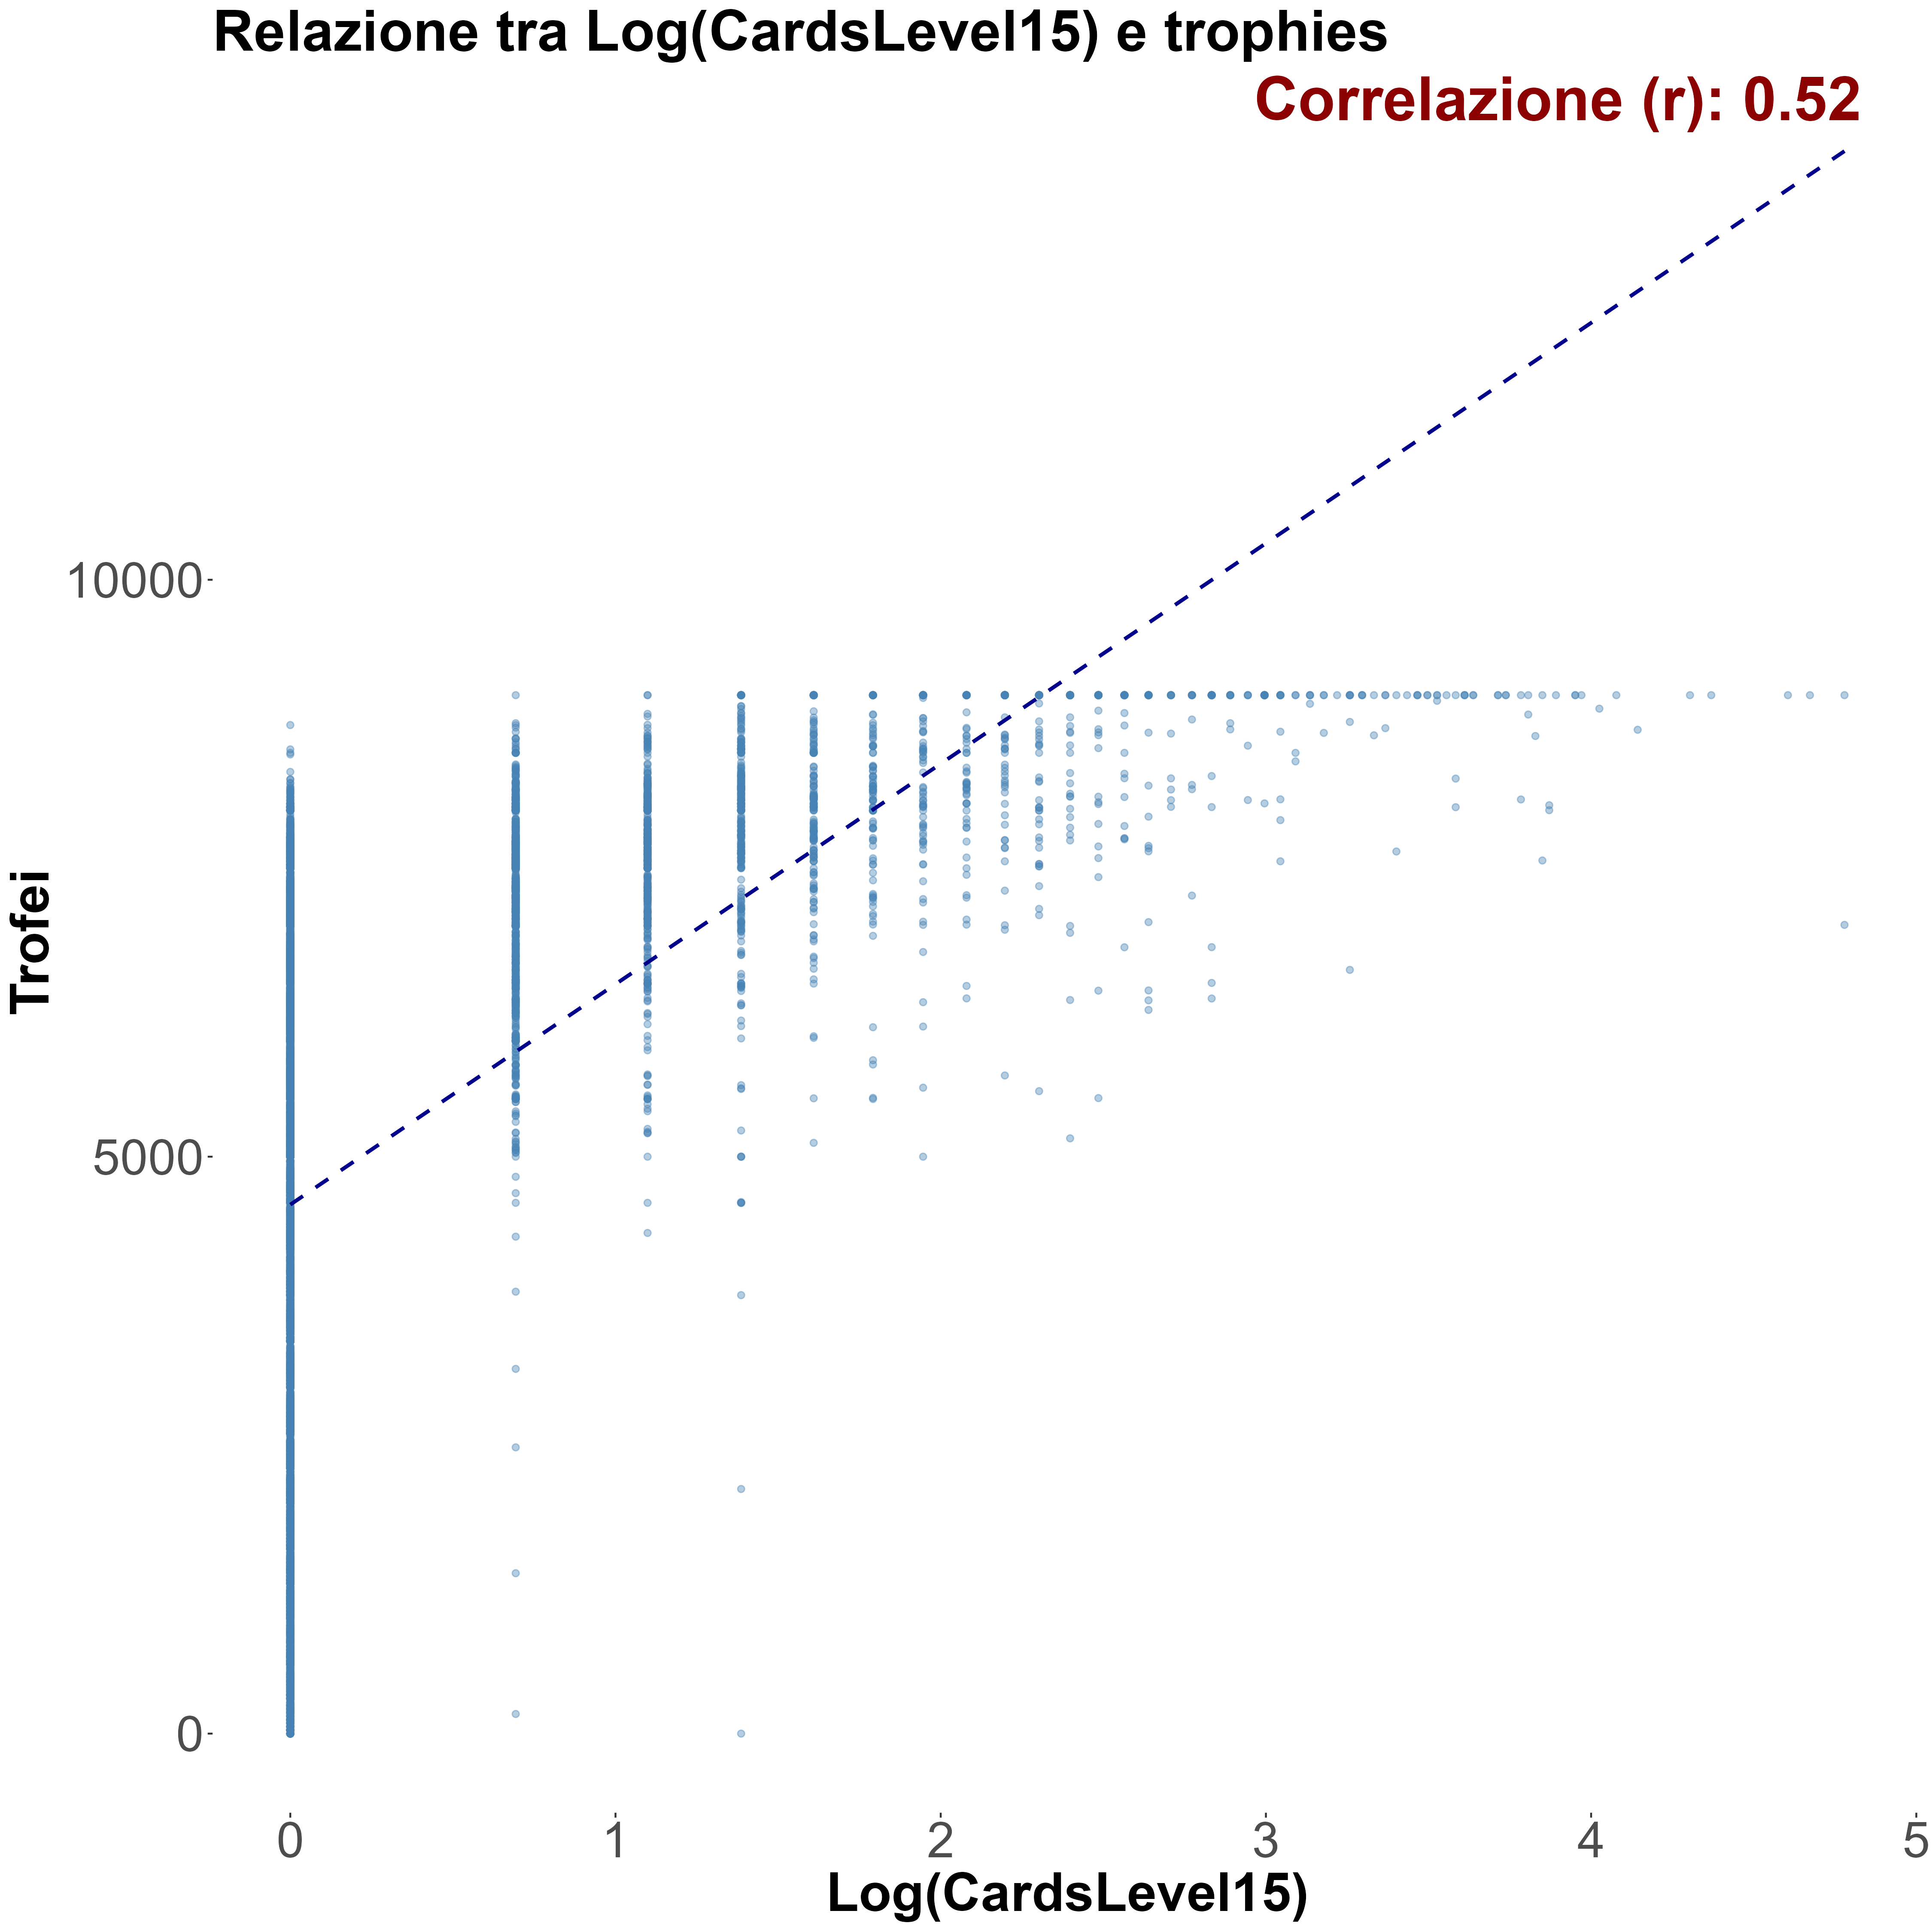 Relazione tra Log(CardsLevel15) e trophies
Correlazione (r): 0.52
10000
5000
0
Trofei
0 1 2 3 4 5
Log(CardsLevel15)